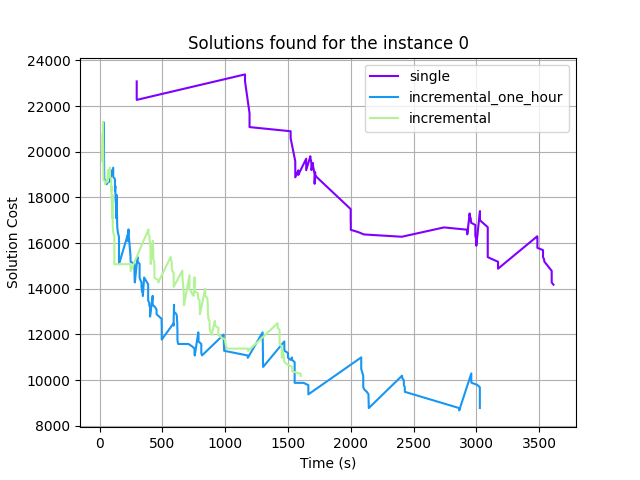 Solutions found for the instance 0
24000
22000
20000
18000
16000
14000
12000
10000
8000
Solution Cost
single
incremental_one_hour
incremental
0 500 1000 1500 2000 2500 3000 3500
Time (s)